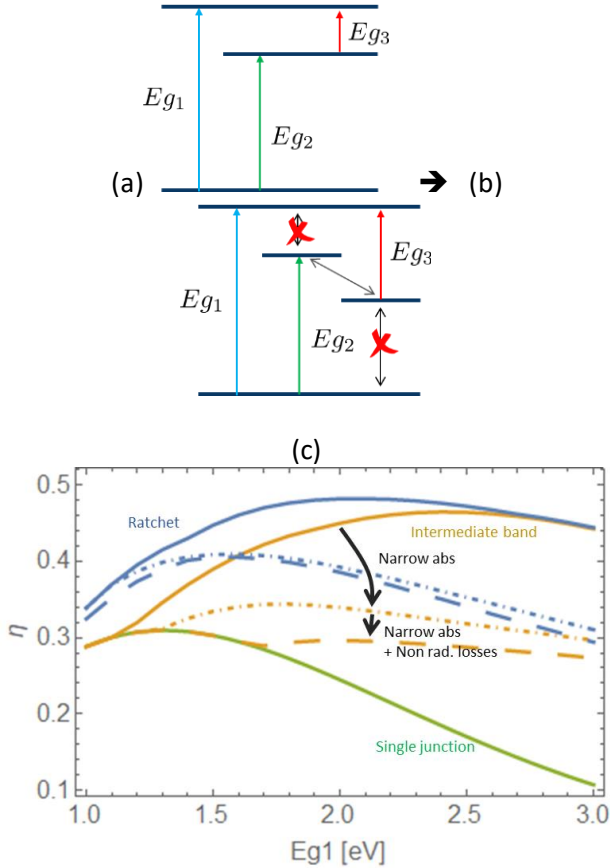 Eg3
Eg1
Eg2
(a) ➔ (b)
Eg3
Eg1
Eg2
(c)
0.5
Ratchet
Intermediate band
0.4
Narrow abs
η
0.3
Narrow abs
+ Non rad. losses
0.2
Single junction
0.1
1.0 1.5 2.0 2.5 3.0
Eg1 [eV]